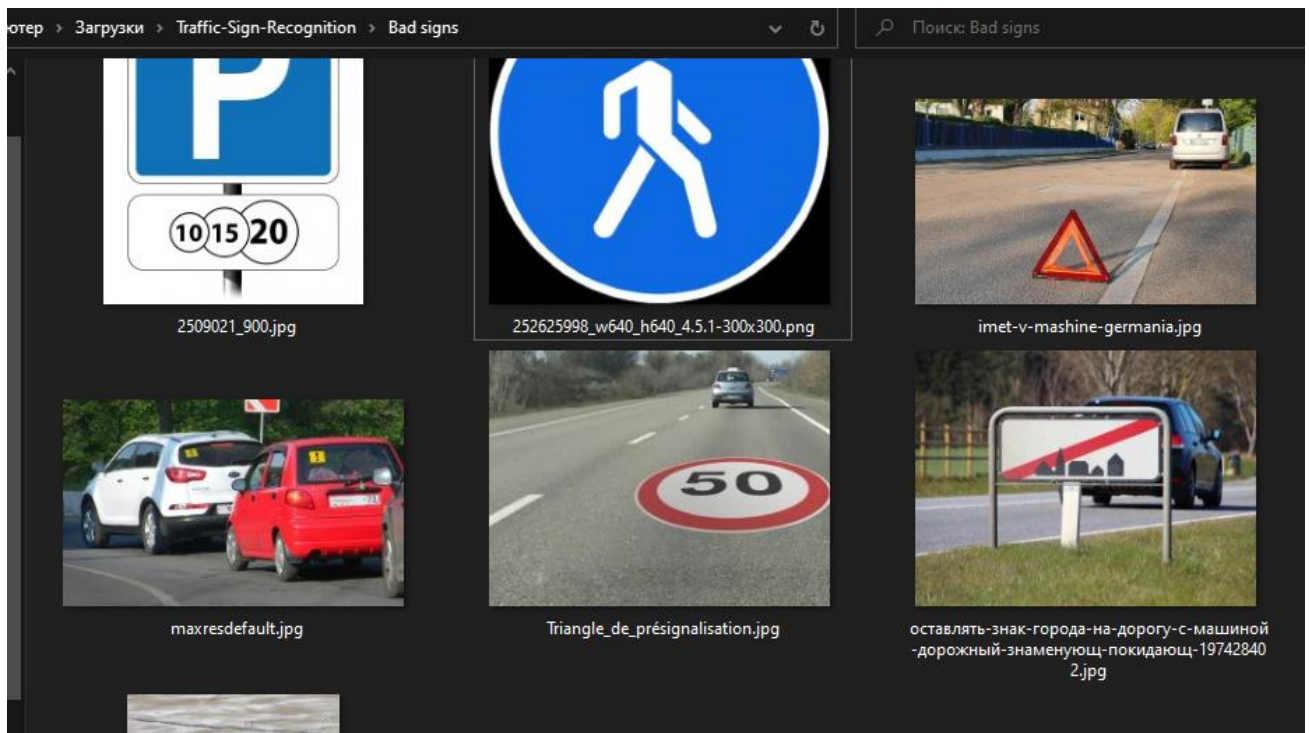 ютер › Загрузки › Traffic-Sign-Recognition › Bad signs
Поиск: Bad signs
P
10 15 20
2509021_900.jpg
252625998_w640_h640_4.5.1-300x300.png
imet-v-mashine-germania.jpg
50
maxresdefault.jpg
Triangle_de_présignalisation.jpg
оставлять-знак-города-на-дорогу-с-машиной
-дорожный-знаменующ-покидающ-19742840
2.jpg